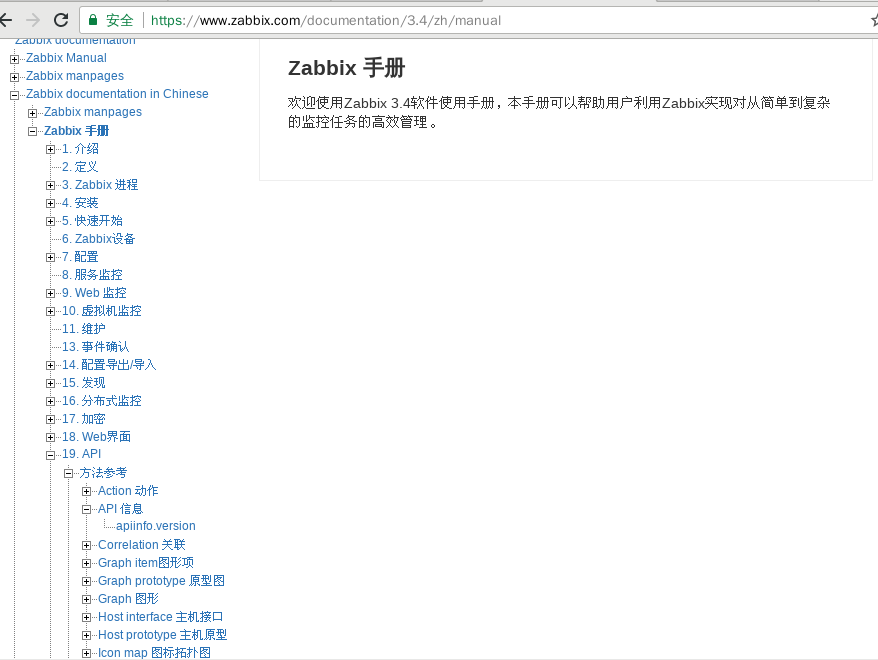 安全 https://www.zabbix.com/documentation/3.4/zh/manual
Zabbix documentation
Zabbix Manual
Zabbix manpages
Zabbix documentation in Chinese
Zabbix manpages
Zabbix 手册
1. 介绍
2. 定义
3. Zabbix 进程
4. 安装
5. 快速开始
6. Zabbix设备
7. 配置
8. 服务监控
9. Web 监控
10. 虚拟机监控
11. 维护
13. 事件确认
14. 配置导出/导入
15. 发现
16. 分布式监控
17. 加密
18. Web界面
19. API
方法参考
Action 动作
API 信息
apiinfo.version
Correlation 关联
Graph item图形项
Graph prototype 原型图
Graph 图形
Host interface 主机接口
Host prototype 主机原型
Icon map 图标拓扑图
Zabbix 手册
欢迎使用Zabbix 3.4软件使用手册，本手册可以帮助用户利用Zabbix实现对从简单到复杂
的监控任务的高效管理。